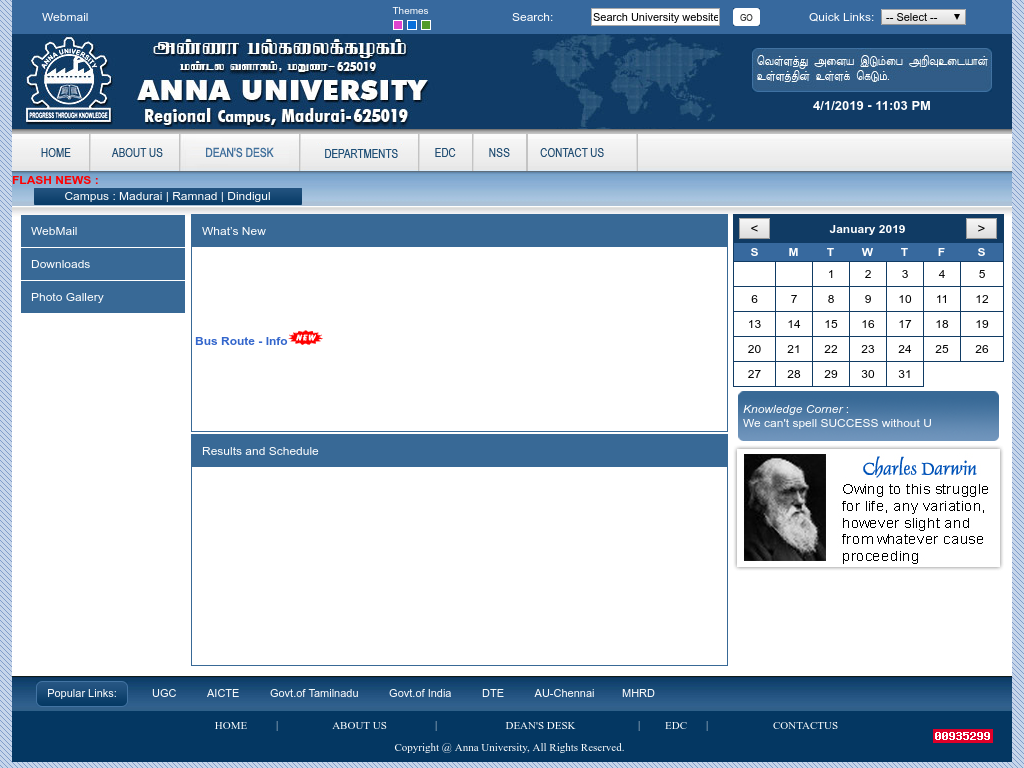 Webmail
Themes
Search:
Search University website
GO
Quick Links:
-- Select --
அண்ணா பல்கலைக்கழகம்
மண்டல வளாகம், மதுரை-625019
ANNA UNIVERSITY
Regional Campus, Madurai-625019
ANNA UNIVERSITY
PROGRESS THROUGH KNOWLEDGE
வெள்ளத்து அனைய இடும்பை அறிவுஉடையான்
உள்ளத்தின் உள்ளக் கெடும்.
4/1/2019 - 11:03 PM
HOME
ABOUT US
DEAN'S DESK
DEPARTMENTS
EDC
NSS
CONTACT US
FLASH NEWS :
Campus : Madurai | Ramnad | Dindigul
WebMail
Downloads
Photo Gallery
What's New
Bus Route - Info NEW
Results and Schedule
< January 2019 >
S M T W T F S
1 2 3 4 5
6 7 8 9 10 11 12
13 14 15 16 17 18 19
20 21 22 23 24 25 26
27 28 29 30 31
Knowledge Corner :
We can't spell SUCCESS without U
Charles Darwin
Owing to this struggle
for life, any variation,
however slight and
from whatever cause
proceeding
Popular Links: UGC AICTE Govt.of Tamilnadu Govt.of India DTE AU-Chennai MHRD
HOME | ABOUT US | DEAN'S DESK | EDC | CONTACTUS
00935299
Copyright @ Anna University, All Rights Reserved.